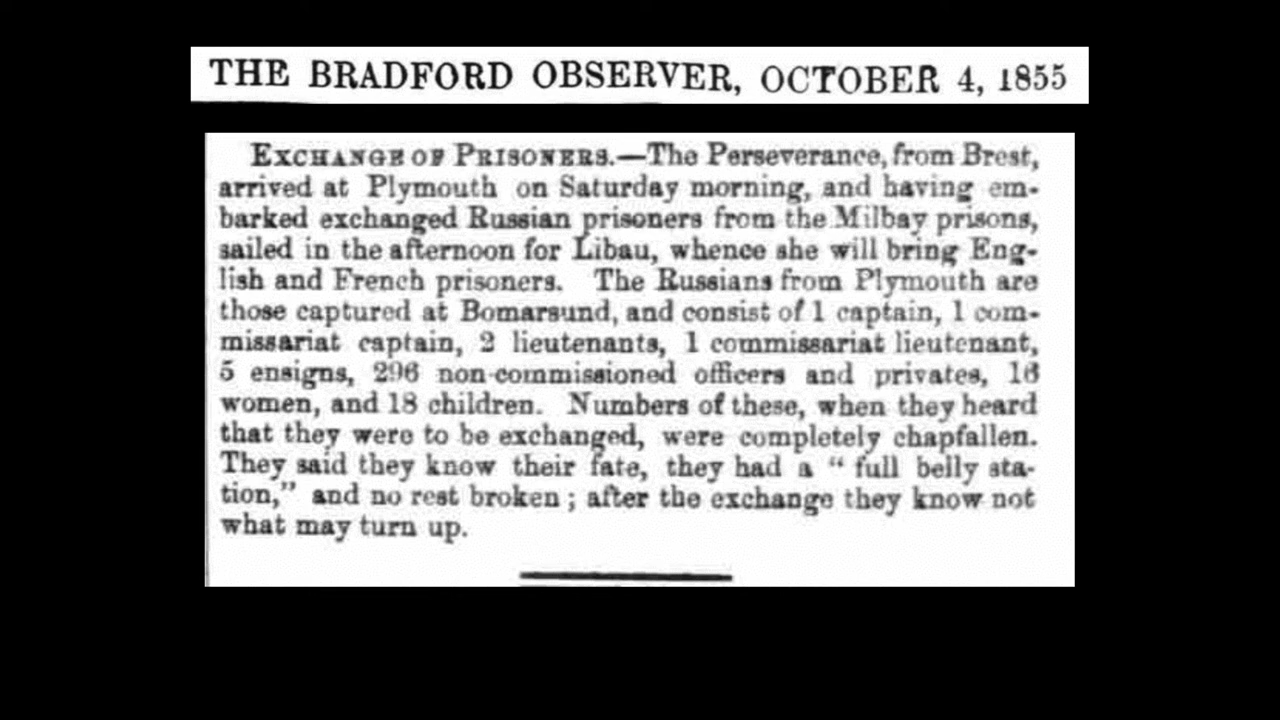 THE BRADFORD OBSERVER, OCTOBER 4, 1855
EXCHANGE OF PRISONERS.—The Perseverance, from Brest,
arrived at Plymouth on Saturday morning, and having em-
barked exchanged Russian prisoners from the Milbay prisons,
sailed in the afternoon for Libau, whence she will bring Eng-
lish and French prisoners. The Russians from Plymouth are
those captured at Bomarsund, and consist of 1 captain, 1 com-
missariat captain, 2 lieutenants, 1 commissariat lieutenant,
5 ensigns, 296 non-commissioned officers and privates, 16
women, and 18 children. Numbers of these, when they heard
that they were to be exchanged, were completely chapfallen.
They said they know their fate, they had a “ full belly sta-
tion,” and no rest broken ; after the exchange they know not
what may turn up.